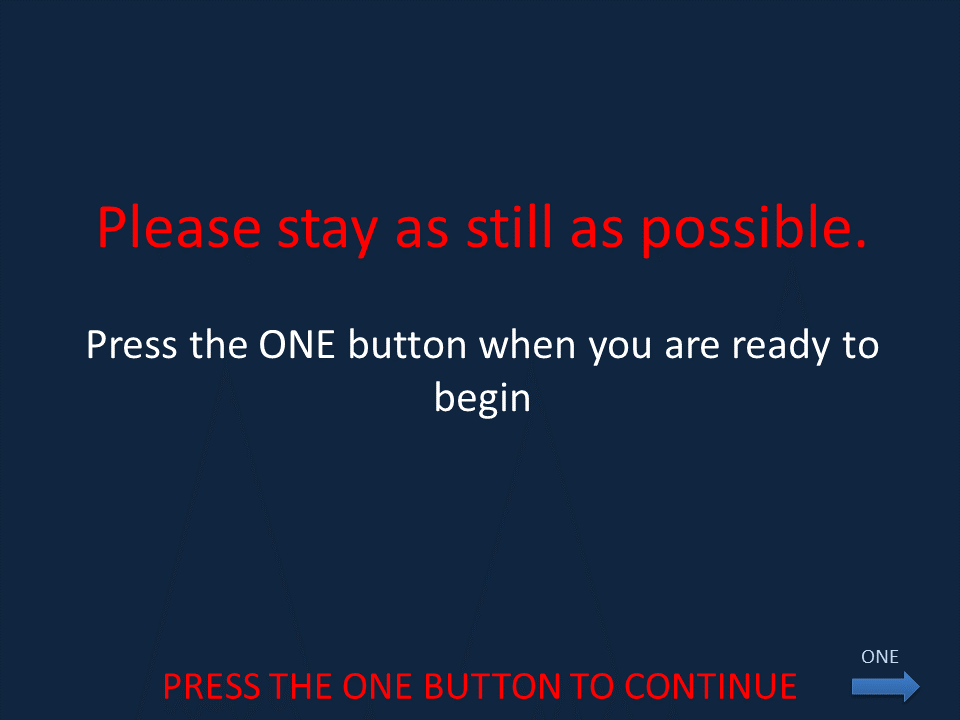 Please stay as still as possible.
Press the ONE button when you are ready to
begin
ONE
PRESS THE ONE BUTTON TO CONTINUE